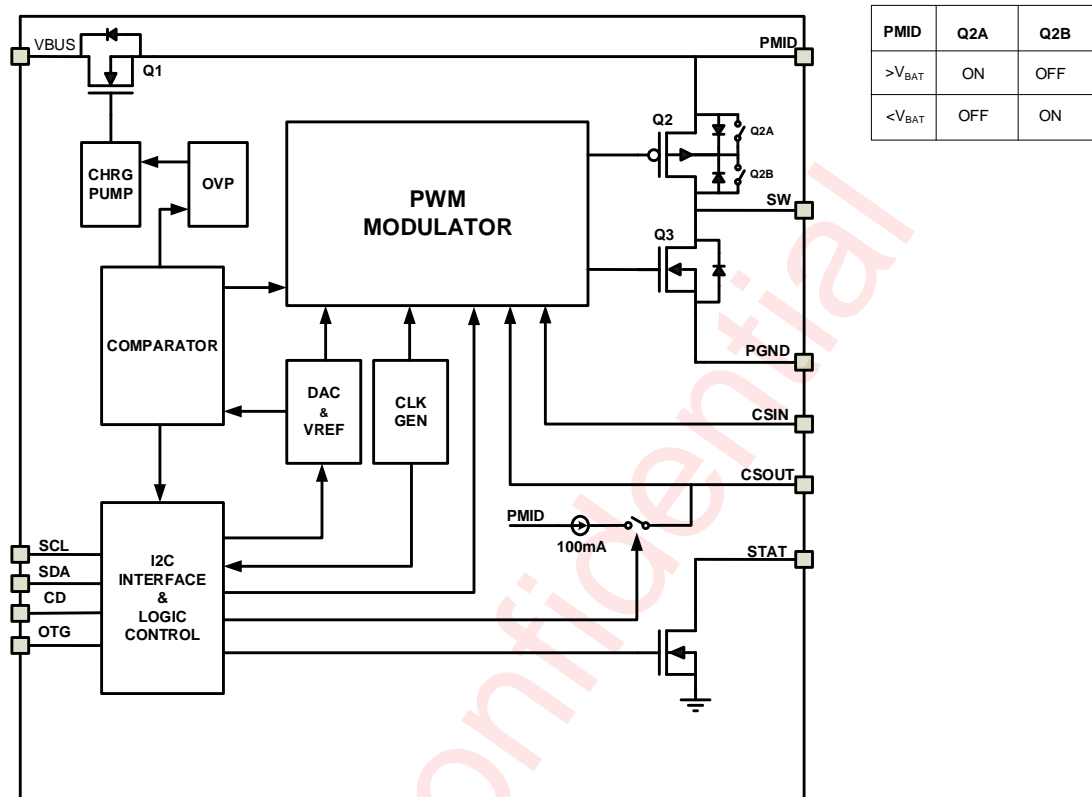 VBUS
Q1
PMID
PMID Q2A Q2B
>VBAT ON OFF
<VBAT OFF ON
Q2
Q2A
Q2B
CHRG
PUMP
OVP
PWM
MODULATOR
SW
Q3
COMPARATOR
PGND
DAC
&
VREF
CLK
GEN
CSIN
CSOUT
PMID
100mA
STAT
SCL
SDA
CD
OTG
I2C
INTERFACE
&
LOGIC
CONTROL
onfidential